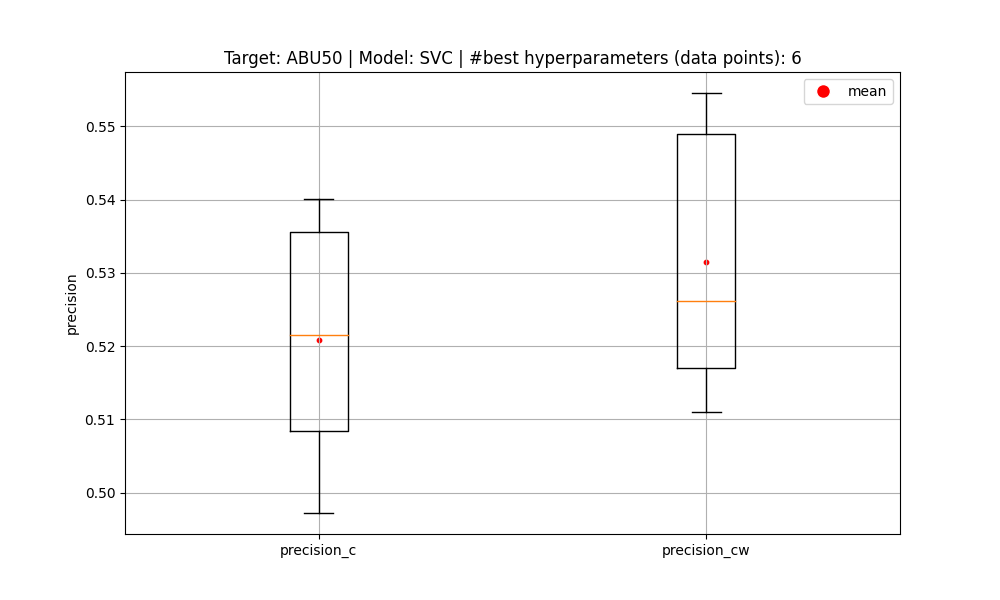 Target: ABU50 | Model: SVC | #best hyperparameters (data points): 6
mean
0.55
0.54
0.53
0.52
0.51
0.50
precision
precision_c
precision_cw